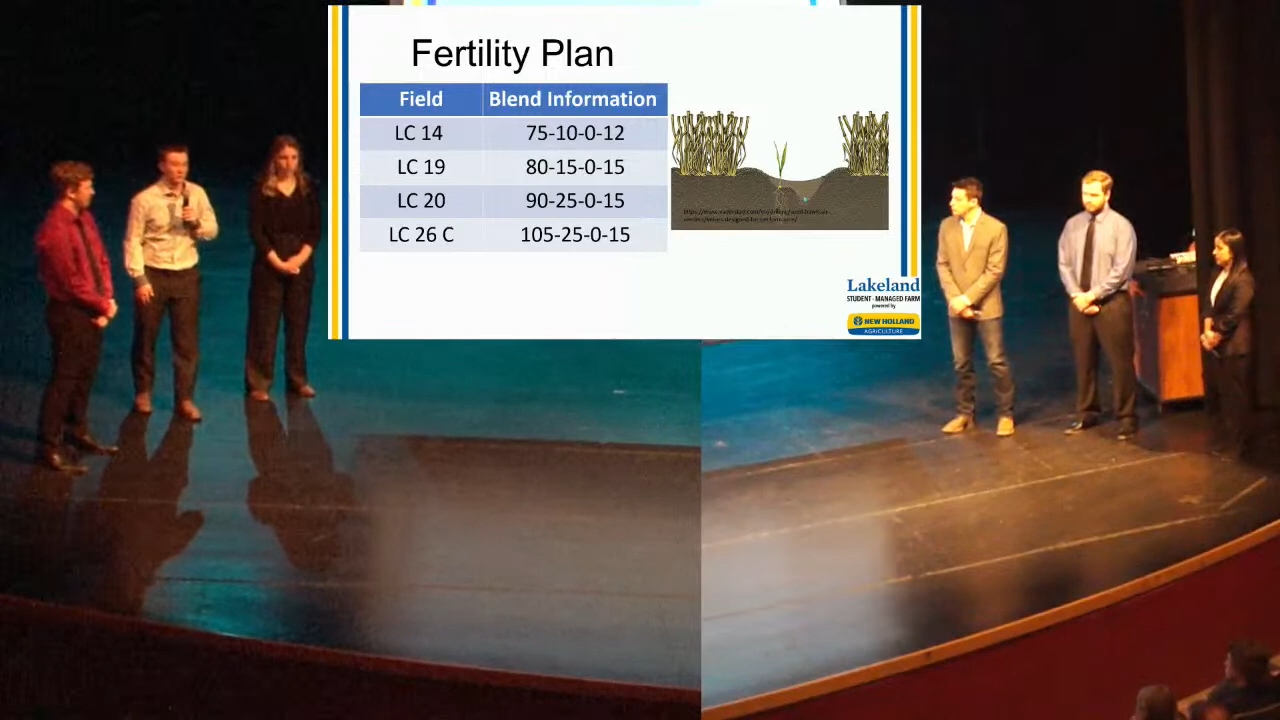 Fertility Plan
Field Blend Information
LC 14 75-10-0-12
LC 19 80-15-0-15
LC 20 90-25-0-15
LC 26 C 105-25-0-15
Lakeland
STUDENT - MANAGED FARM
powered by
NEW HOLLAND
AGRICULTURE